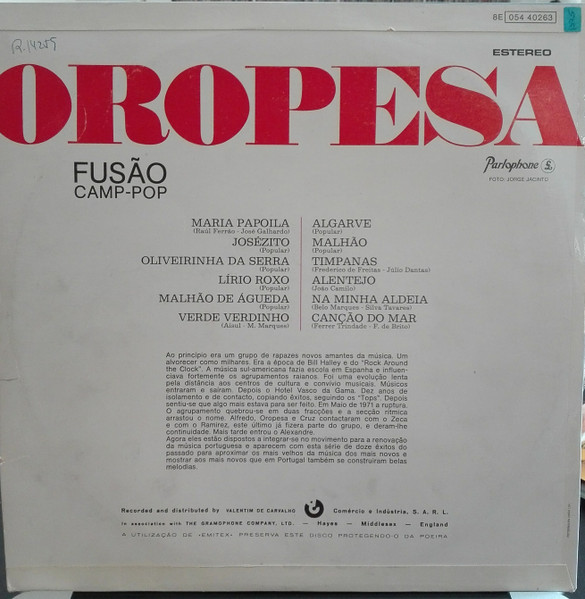 8E 054 40263
R.14259
ESTEREO
OROPESA
FUSÃO
CAMP-POP
Parlophone
FOTO: JORGE JACINTO
MARIA PAPOILA
(Raúl Ferrão - José Galhardo)
JOSÉZITO
(Popular)
OLIVEIRINHA DA SERRA
(Popular)
LÍRIO ROXO
(Popular)
MALHÃO DE ÁGUEDA
(Popular)
VERDE VERDINHO
(Aisul - M. Marques)
ALGARVE
(Popular)
MALHÃO
(Popular)
TIMPANAS
(Frederico de Freitas - Júlio Dantas)
ALENTEJO
(João Camilo)
NA MINHA ALDEIA
(Belo Marques - Silva Tavares)
CANÇÃO DO MAR
(Ferrer Trindade - F. de Brito)
Ao princípio era um grupo de rapazes novos amantes da música. Um
alvorecer como milhares. Era a época de Bill Halley e do "Rock Around
the Clock". A música sul-americana fazia escola em Espanha e influen-
ciava fortemente os agrupamentos raianos. Foi uma evolução lenta
pela distância aos centros de cultura e convívio musicais. Músicos
entraram e saíram. Depois o Hotel Vasco da Gama. Dez anos de
isolamento e de contacto, copiando êxitos, seguindo os "Tops". Depois
sentiu-se que algo mais estava para ser feito. Em Maio de 1971 a ruptura.
O agrupamento quebrou-se em duas fracções e a secção rítmica
arrastou o nome. Alfredo, Oropesa e Cruz contactaram com o Zeca
e com o Ramirez, este último já fizera parte do grupo, e deram-lhe
continuidade. Mais tarde entrou o Alexandre.
Agora eles estão dispostos a integrar-se no movimento para a renovação
da música portuguesa e aparecem com esta série de doze êxitos do
passado para aproximar os mais velhos da música dos mais novos e
mostrar aos mais novos que em Portugal também se construíram belas
melodias.
Recorded and distributed by VALENTIM DE CARVALHO Comércio e Indústria, S. A. R. L.
In association with THE GRAMOPHONE COMPANY, LTD. — Hayes — Middlesex — England
A UTILIZAÇÃO DE «EMITEX» PRESERVA ESTE DISCO PROTEGENDO-O DA POEIRA